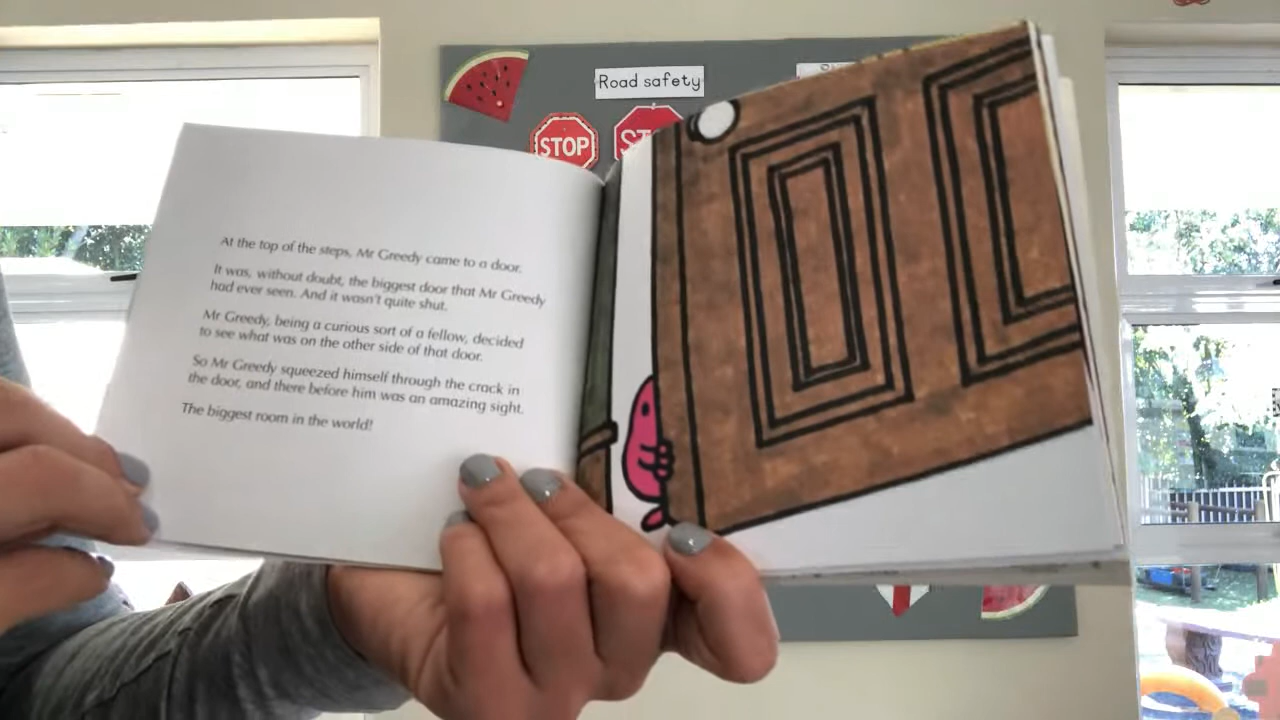 Road safety
STOP
ST
At the top of the steps, Mr Greedy came to a door.
It was, without doubt, the biggest door that Mr Greedy
had ever seen. And it wasn't quite shut.
Mr Greedy, being a curious sort of a fellow, decided
to see what was on the other side of that door.
So Mr Greedy squeezed himself through the crack in
the door, and there before him was an amazing sight.
The biggest room in the world!